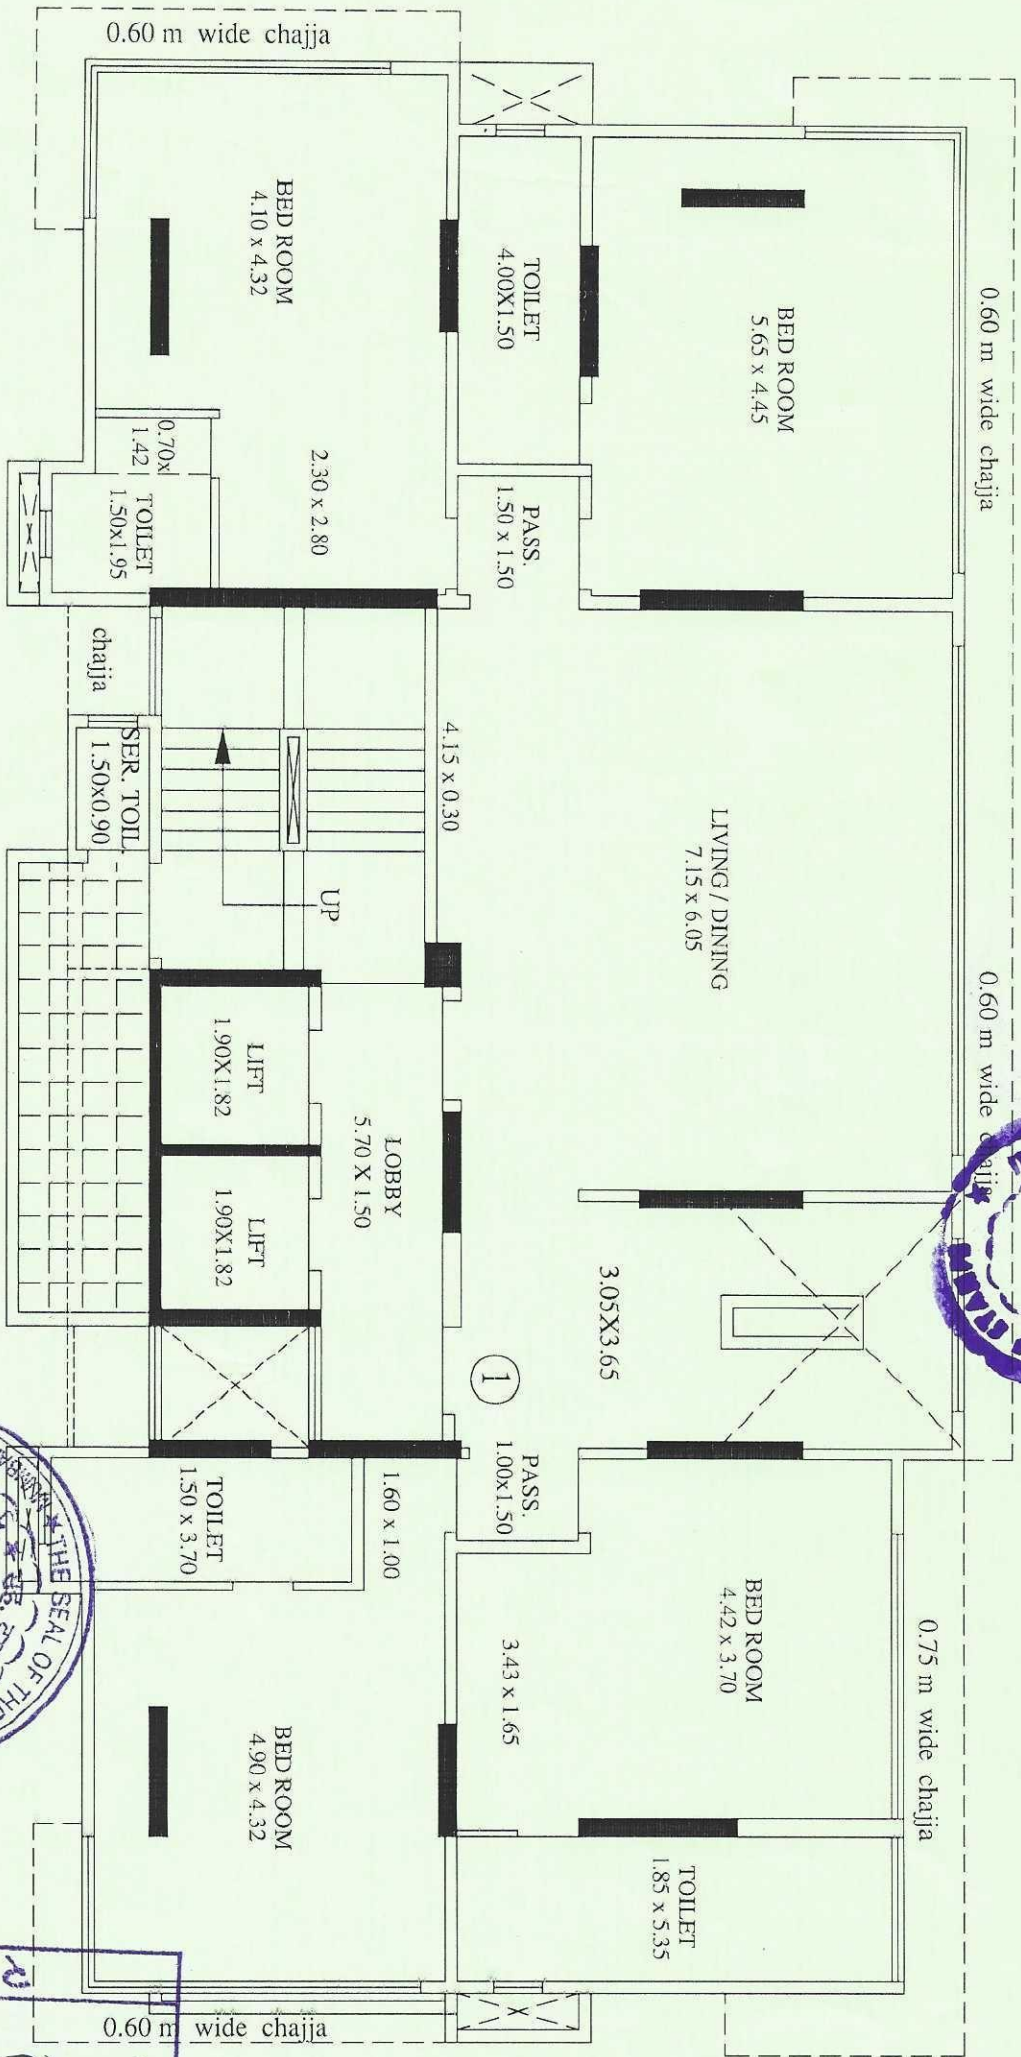 0.60 m wide chajja
0.60 m wide chajja
0.60 m wide chajja
0.75 m wide chajja
0.60 m wide chajja
BED ROOM
4.10 x 4.32
TOILET
4.00X1.50
BED ROOM
5.65 x 4.45
0.70x
1.42
TOILET
1.50x1.95
2.30 x 2.80
PASS.
1.50 x 1.50
chajja
SER. TOIL.
1.50x0.90
4.15 x 0.30
UP
LIVING / DINING
7.15 x 6.05
LIFT
1.90X1.82
LIFT
1.90X1.82
LOBBY
5.70 X 1.50
3.05X3.65
1
PASS.
1.00x1.50
TOILET
1.50 x 3.70
1.60 x 1.00
BED ROOM
4.42 x 3.70
3.43 x 1.65
BED ROOM
4.90 x 4.32
TOILET
1.85 x 5.35
★ THE SEAL OF THE